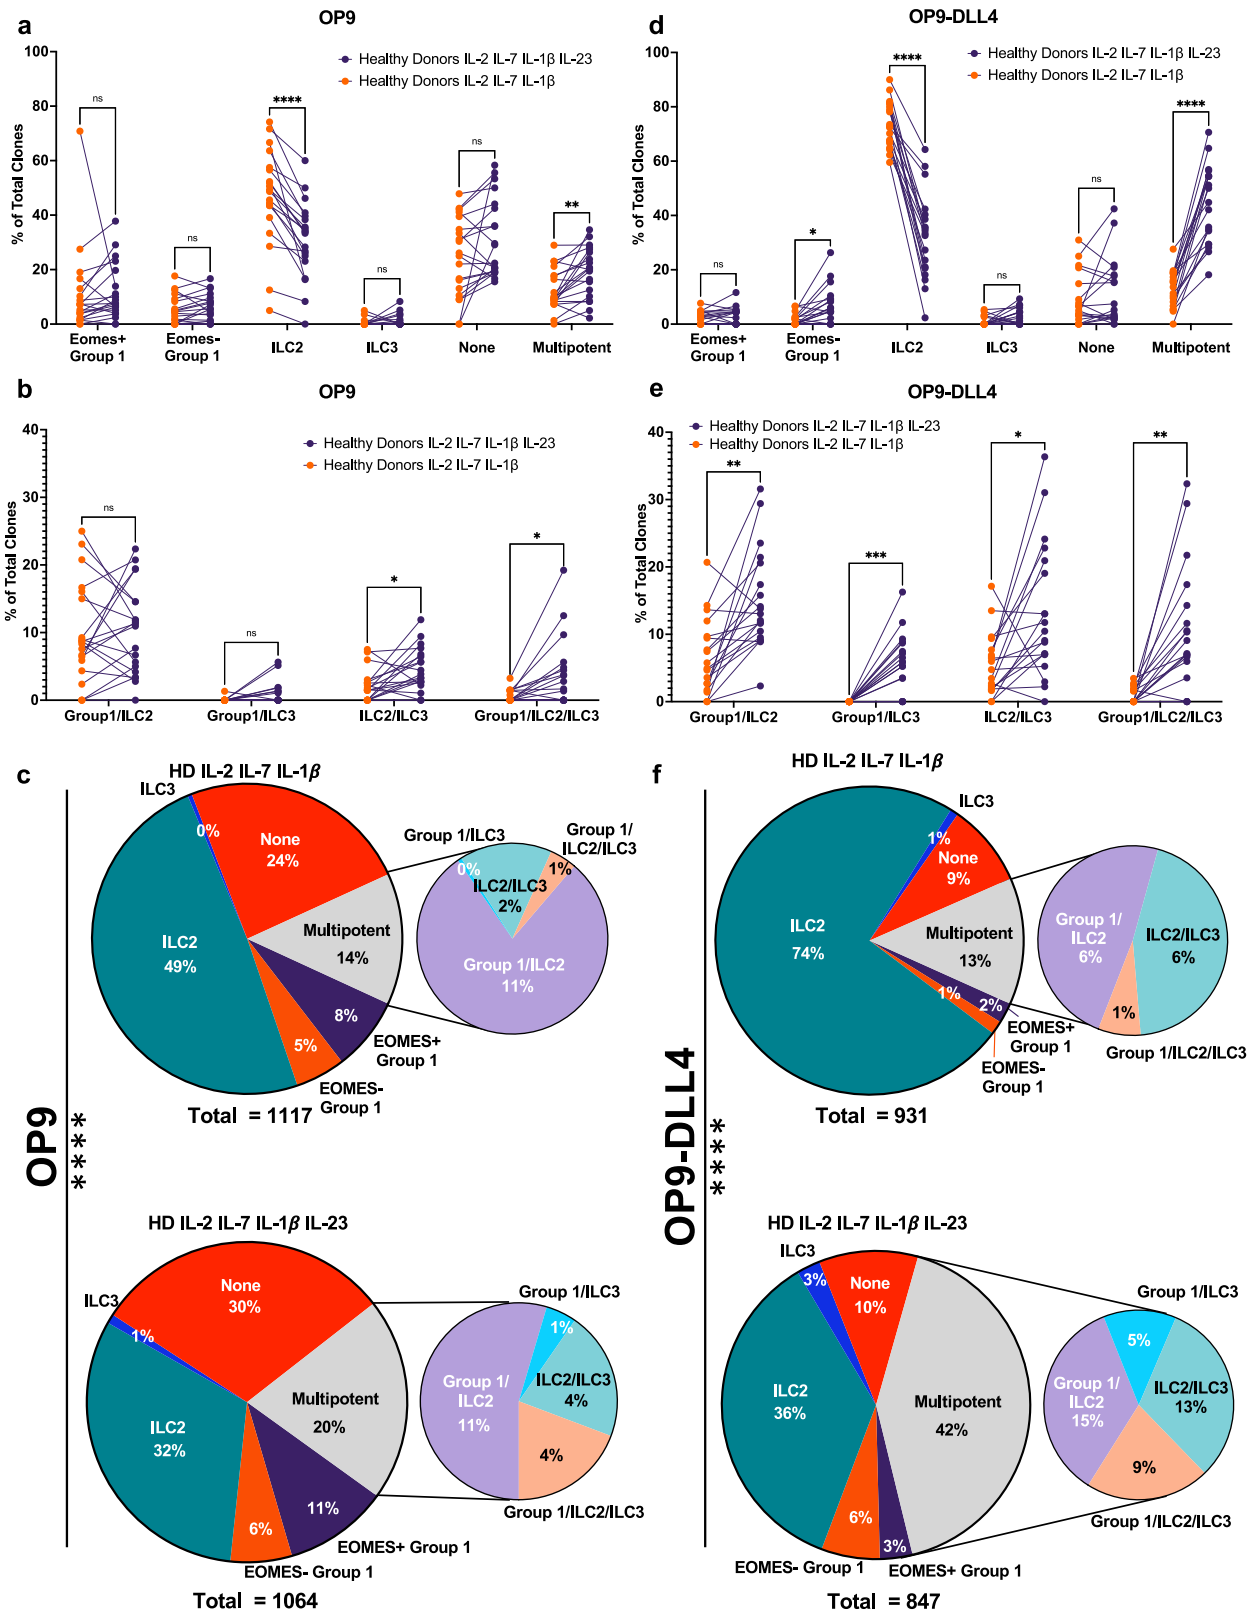 a
OP9
Healthy Donors IL-2 IL-7 IL-1β IL-23
Healthy Donors IL-2 IL-7 IL-1β
% of Total Clones
100
80
60
40
20
0
ns
ns
****
ns
ns
**
Eomes+
Group 1
Eomes-
Group 1
ILC2
ILC3
None
Multipotent
d
OP9-DLL4
Healthy Donors IL-2 IL-7 IL-1β IL-23
Healthy Donors IL-2 IL-7 IL-1β
% of Total Clones
100
80
60
40
20
0
ns
*
****
ns
ns
****
Eomes+
Group 1
Eomes-
Group 1
ILC2
ILC3
None
Multipotent
b
OP9
Healthy Donors IL-2 IL-7 IL-1β IL-23
Healthy Donors IL-2 IL-7 IL-1β
% of Total Clones
40
30
20
10
0
ns
ns
*
*
Group1/ILC2
Group1/ILC3
ILC2/ILC3
Group1/ILC2/ILC3
e
OP9-DLL4
Healthy Donors IL-2 IL-7 IL-1β IL-23
Healthy Donors IL-2 IL-7 IL-1β
% of Total Clones
40
30
20
10
0
**
***
*
**
Group1/ILC2
Group1/ILC3
ILC2/ILC3
Group1/ILC2/ILC3
c
OP9
****
HD IL-2 IL-7 IL-1β
ILC3
0%
None
24%
Multipotent
14%
8%
EOMES+
Group 1
5%
EOMES-
Group 1
ILC2
49%
Group 1/ILC3
0%
ILC2/ILC3
2%
Group 1/
ILC2/ILC3
1%
Group 1/ILC2
11%
Total = 1117
HD IL-2 IL-7 IL-1β IL-23
ILC3
1%
None
30%
Multipotent
20%
11%
EOMES+ Group 1
6%
EOMES- Group 1
ILC2
32%
Group 1/ILC3
1%
ILC2/ILC3
4%
4%
Group 1/ILC2/ILC3
Group 1/
ILC2
11%
Total = 1064
f
OP9-DLL4
****
HD IL-2 IL-7 IL-1β
ILC3
1%
None
9%
Multipotent
13%
2%
EOMES+
Group 1
1%
EOMES-
Group 1
ILC2
74%
Group 1/
ILC2
6%
ILC2/ILC3
6%
1%
Group 1/ILC2/ILC3
Total = 931
HD IL-2 IL-7 IL-1β IL-23
ILC3
3%
None
10%
Multipotent
42%
3%
EOMES+ Group 1
6%
EOMES- Group 1
ILC2
36%
Group 1/ILC3
5%
ILC2/ILC3
13%
9%
Group 1/ILC2/ILC3
Group 1/
ILC2
15%
Total = 847